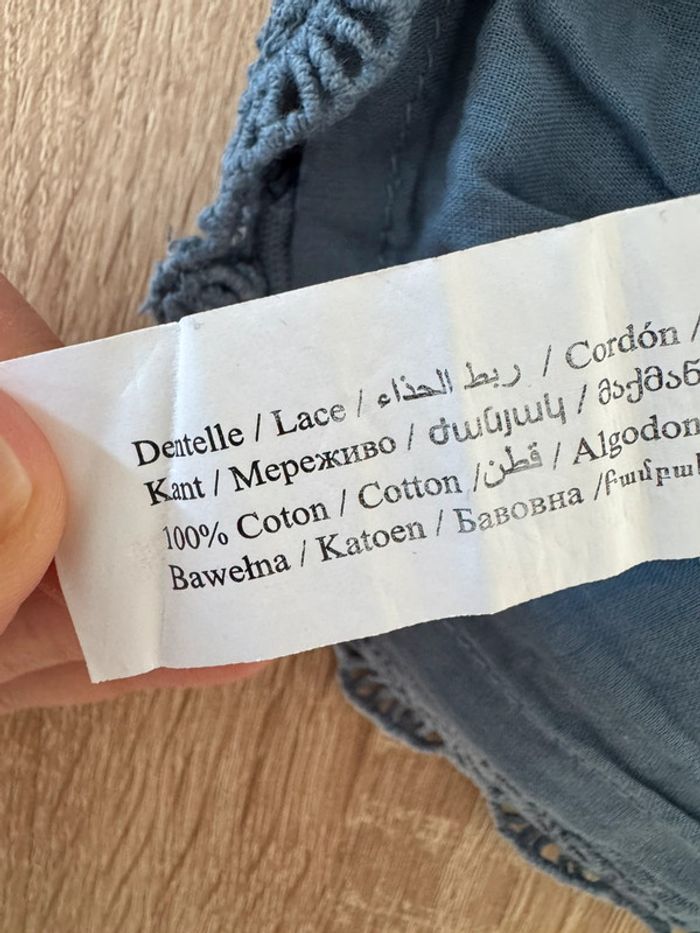 Dentelle / Lace / ربط الحذاء / Cordón /
Kant / Мереживо / ժանյակ /
100% Coton / Cotton / قطن / Algodon
Bawełna / Katoen / Бавовна /